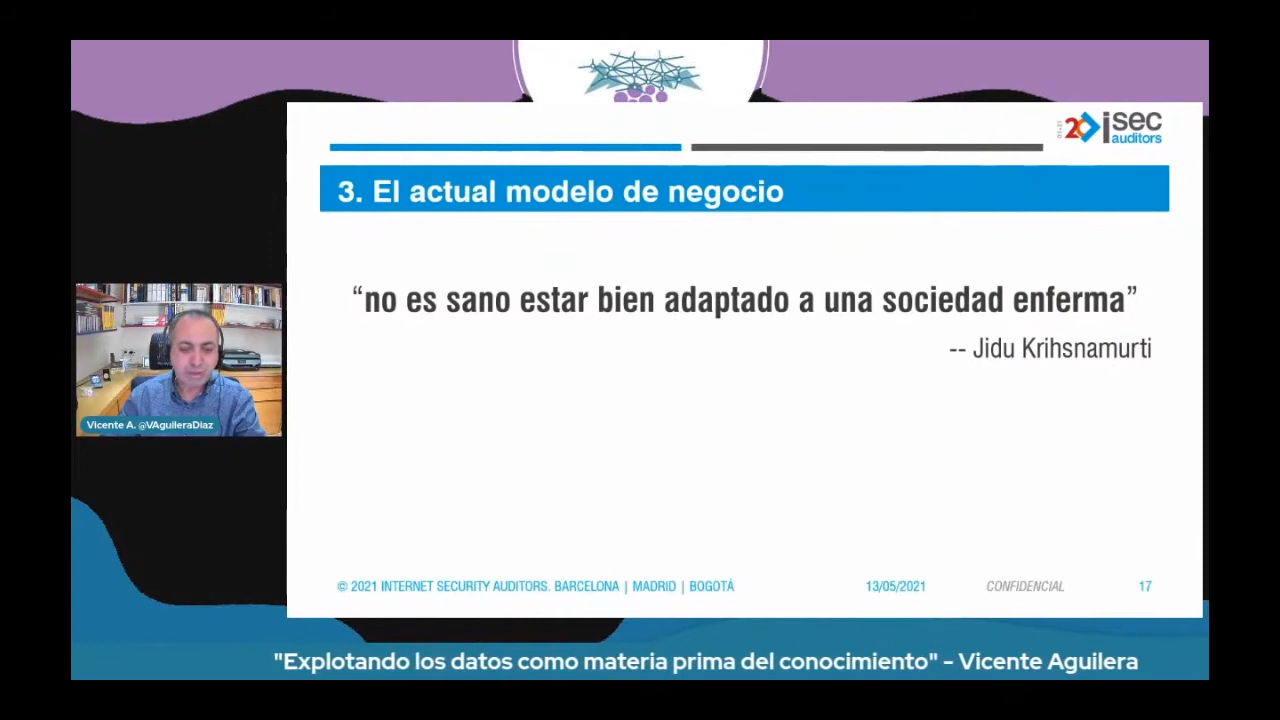 isec
auditors
3. El actual modelo de negocio
“no es sano estar bien adaptado a una sociedad enferma”
-- Jidu Krihsnamurti
Vicente A. @VAguileraDiaz
© 2021 INTERNET SECURITY AUDITORS. BARCELONA | MADRID | BOGOTÁ
13/05/2021
CONFIDENCIAL
17
"Explotando los datos como materia prima del conocimiento" - Vicente Aguilera